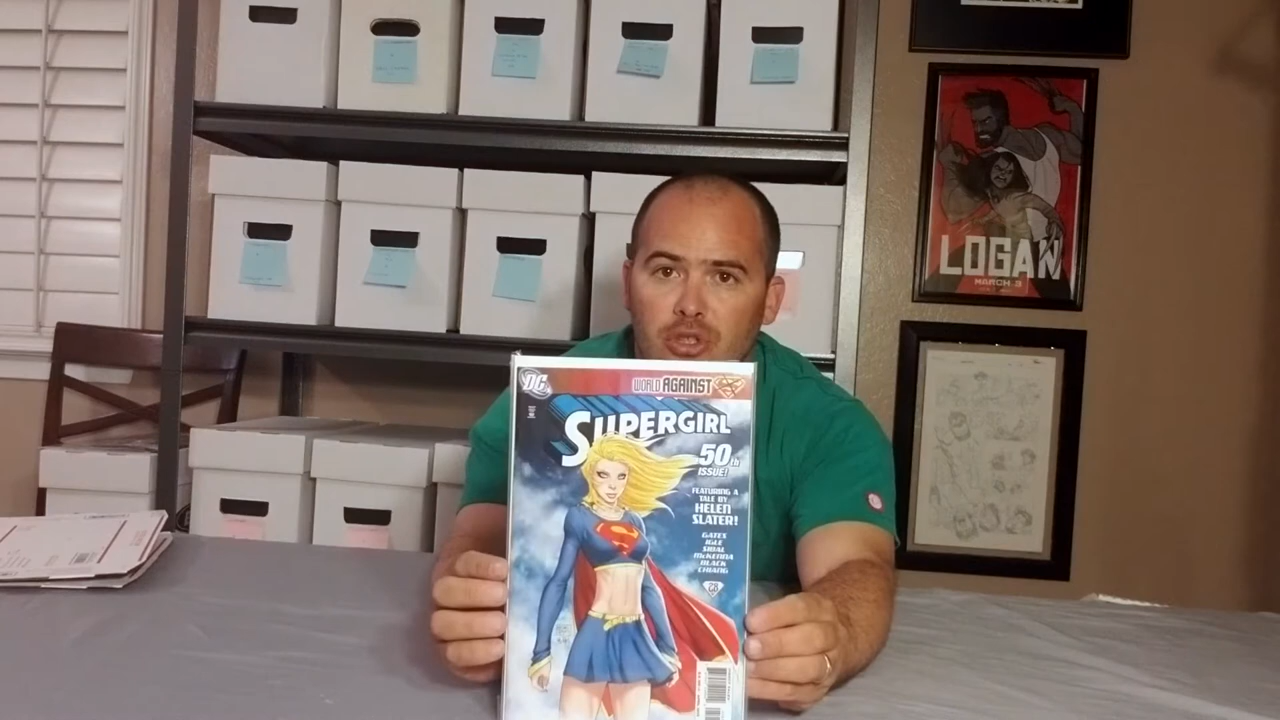 LOGAN
MARCH 3
DC
WORLD AGAINST
SUPERGIRL
50th
ISSUE!
FEATURING A
TALE BY
HELEN
SLATER!
GATES
IGLE
SIBAL
McKENNA
BLACK
CHIANG